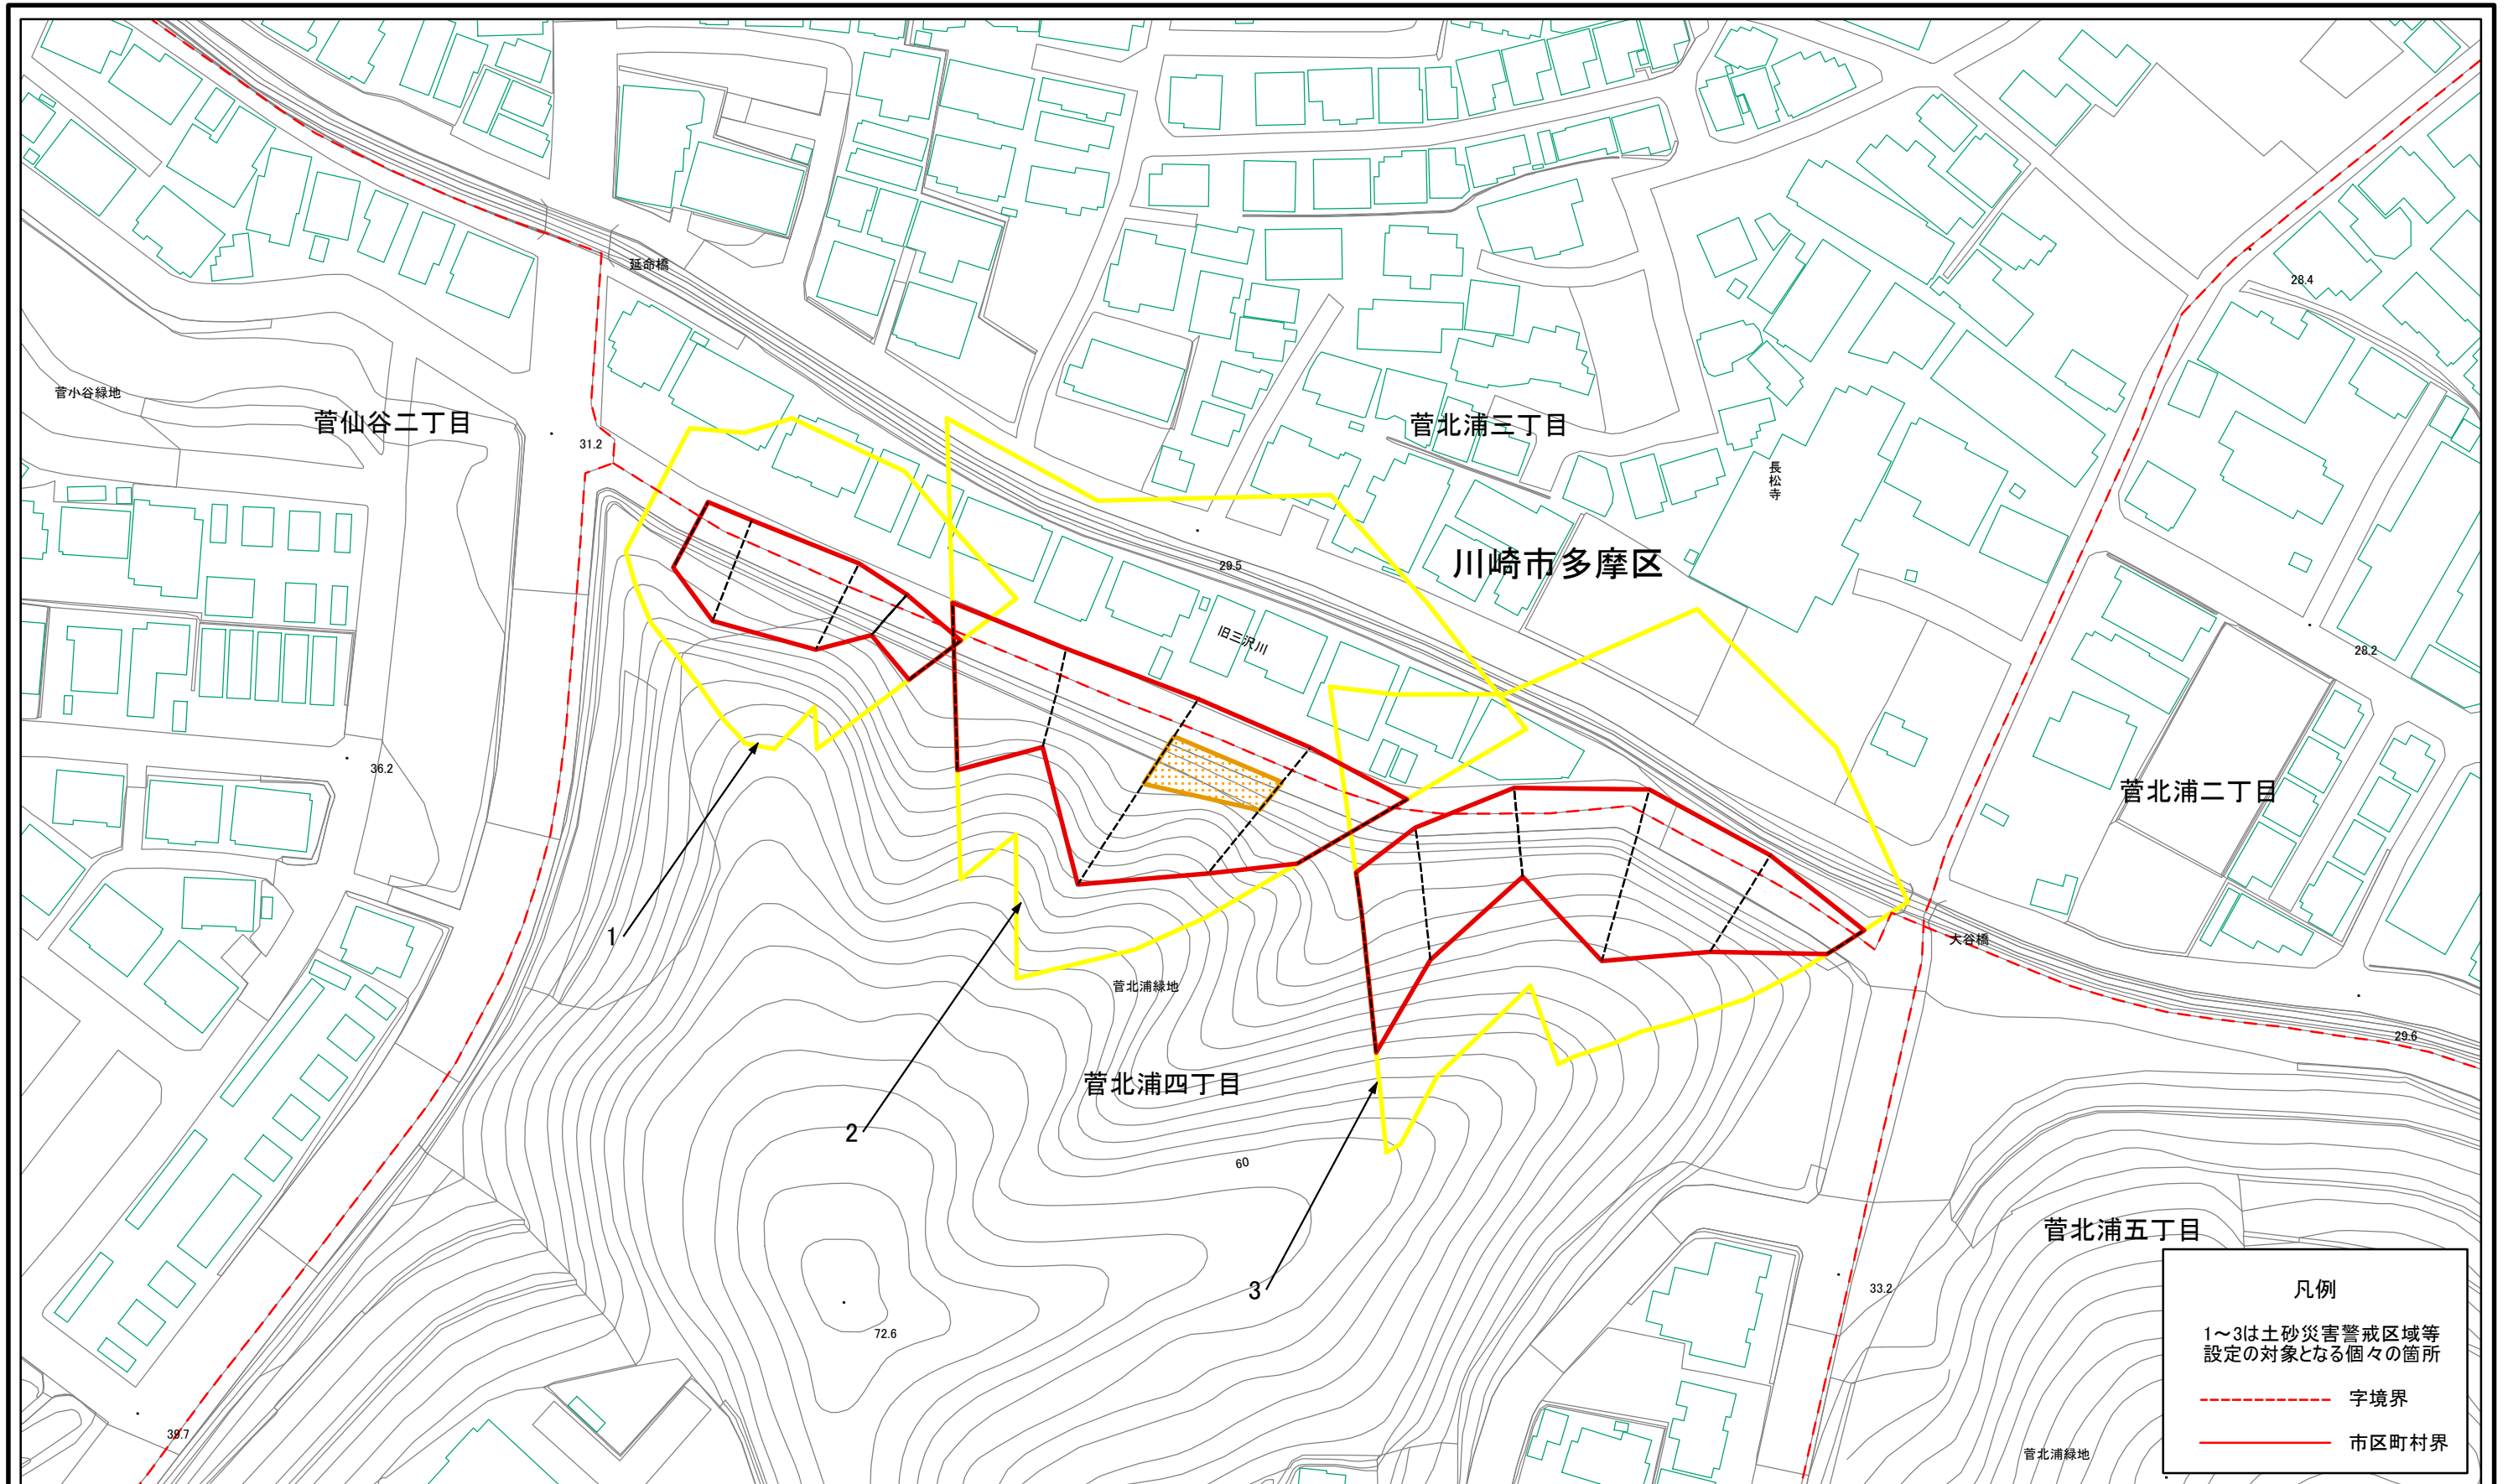 延命橋
28.4
菅小谷緑地
菅仙谷二丁目
31.2
菅北浦三丁目
長松寺
29.5
川崎市多摩区
旧三沢川
28.2
36.2
菅北浦二丁目
1
大谷橋
菅北浦緑地
29.6
菅北浦四丁目
2
60
菅北浦五丁目
3
33.2
72.6
39.7
菅北浦緑地
凡例
1～3は土砂災害警戒区域等
設定の対象となる個々の箇所
字境界
市区町村界